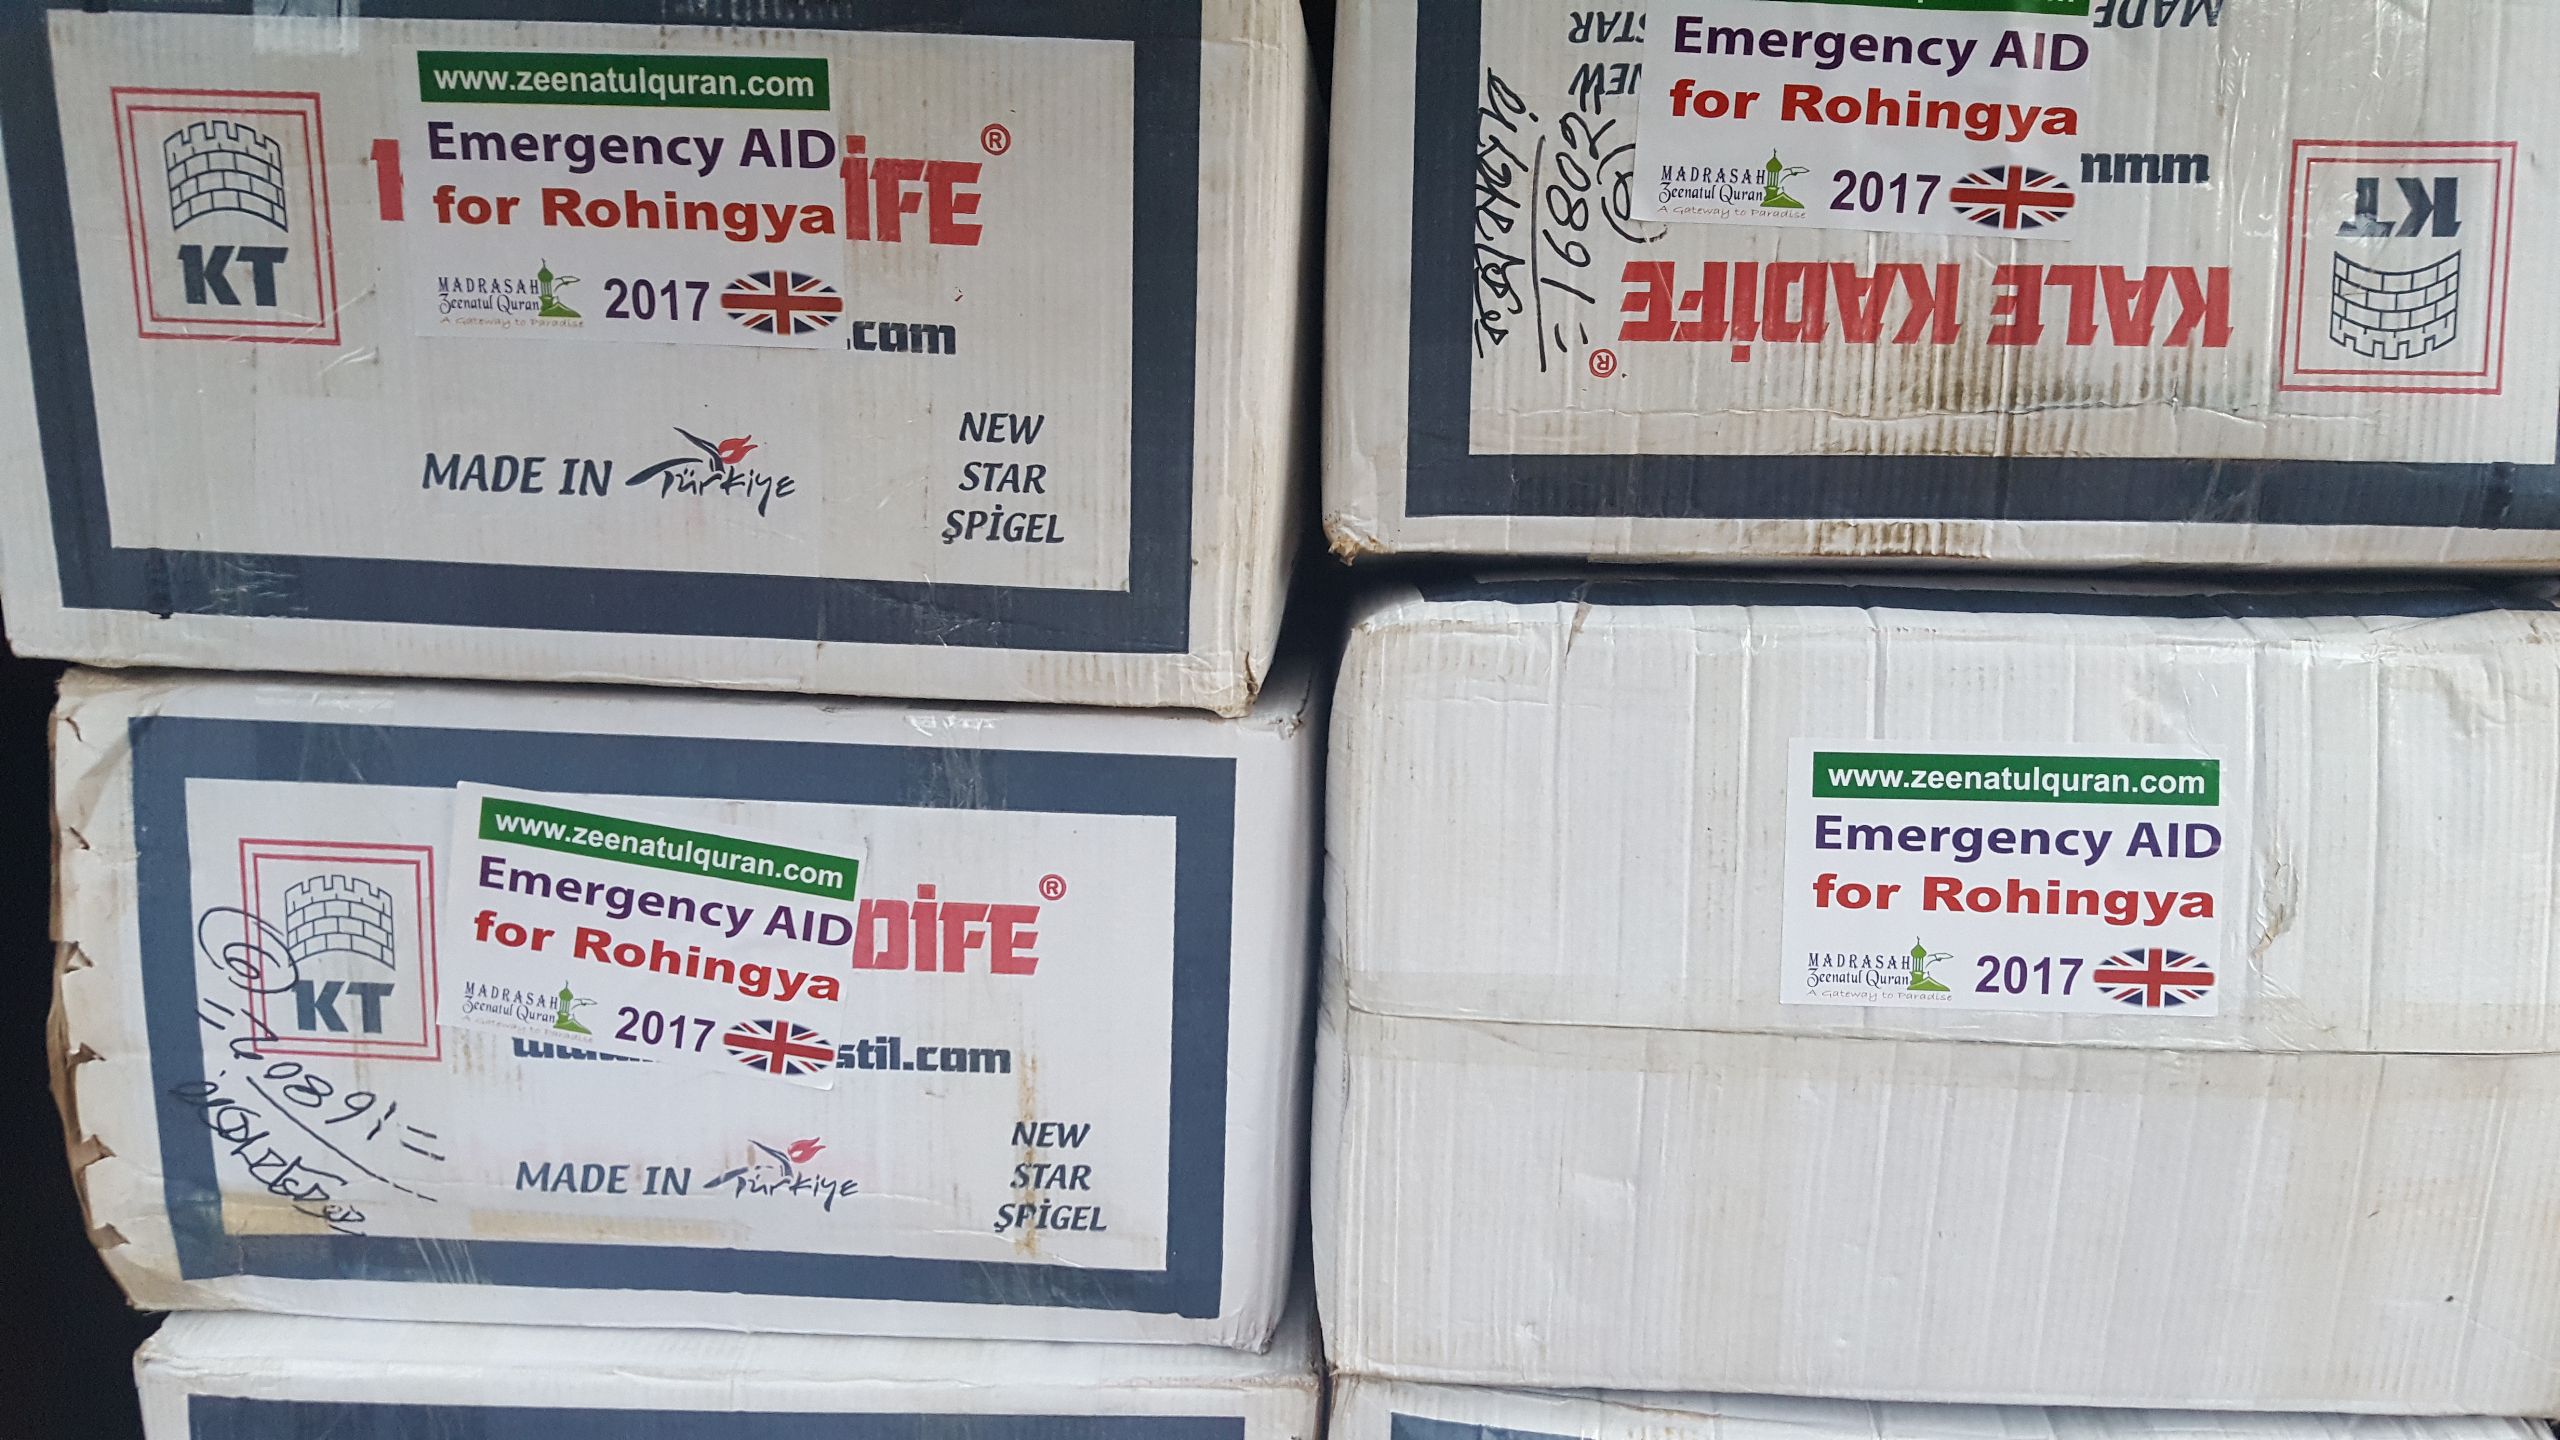 www.zeenatulquran.com
Emergency AID
for Rohingya
MADRASAH
Zeenatul Quran
A Gateway to Paradise
2017
KT
İFE®
.com
MADE IN Türkiye
NEW
STAR
ŞPİGEL
MADE
STAR
Emergency AID
for Rohingya
MADRASAH
Zeenatul Quran
A Gateway to Paradise
2017
KALE KADİFE®
KT
www.zeenatulquran.com
Emergency AID
for Rohingya
MADRASAH
Zeenatul Quran
A Gateway to Paradise
2017
KT
DİFE®
stil.com
MADE IN Türkiye
NEW
STAR
ŞPİGEL
www.zeenatulquran.com
Emergency AID
for Rohingya
MADRASAH
Zeenatul Quran
A Gateway to Paradise
2017